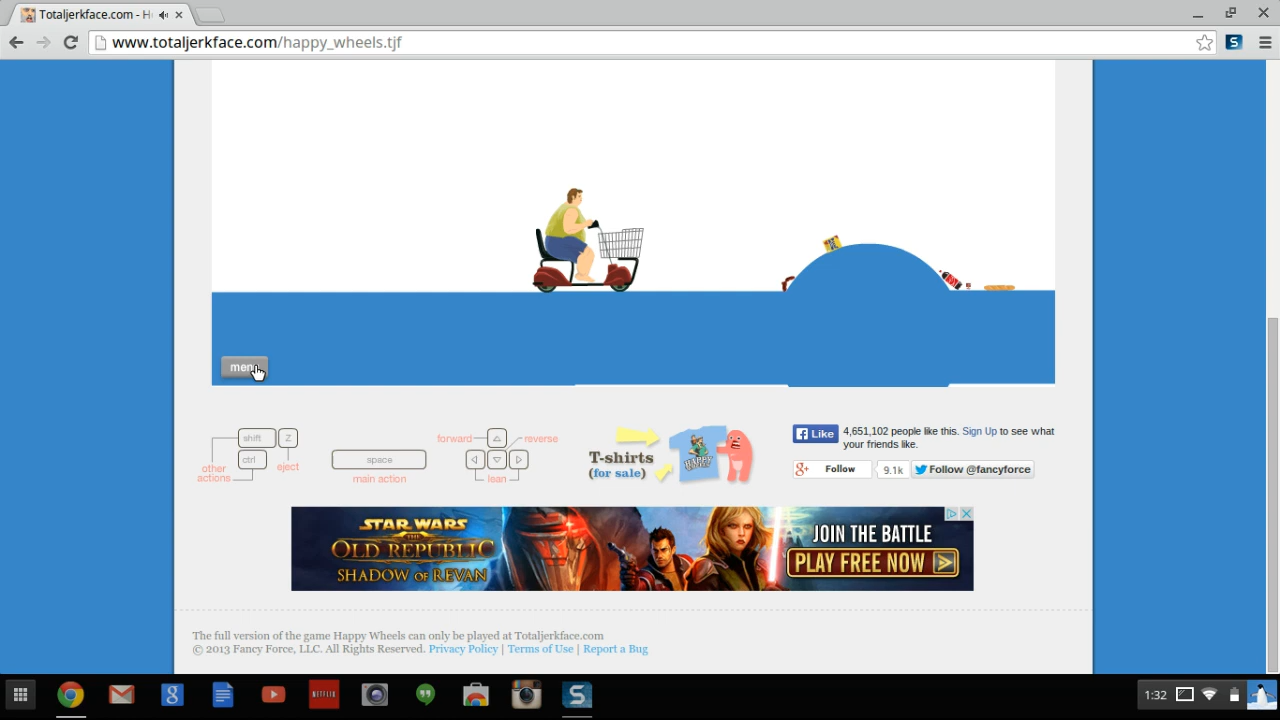 Totaljerkface.com - H
www.totaljerkface.com/happy_wheels.tjf
S
menu
shift
Z
ctrl
other
actions
eject
space
main action
forward
reverse
lean
T-shirts
(for sale)
HAPPY
f Like
4,651,102 people like this. Sign Up to see what
your friends like.
g+ Follow
9.1k
Follow @fancyforce
STAR WARS
THE
OLD REPUBLIC
SHADOW OF REVAN
JOIN THE BATTLE
PLAY FREE NOW >
The full version of the game Happy Wheels can only be played at Totaljerkface.com
© 2013 Fancy Force, LLC. All Rights Reserved. Privacy Policy | Terms of Use | Report a Bug
g
NETFLIX
S
1:32